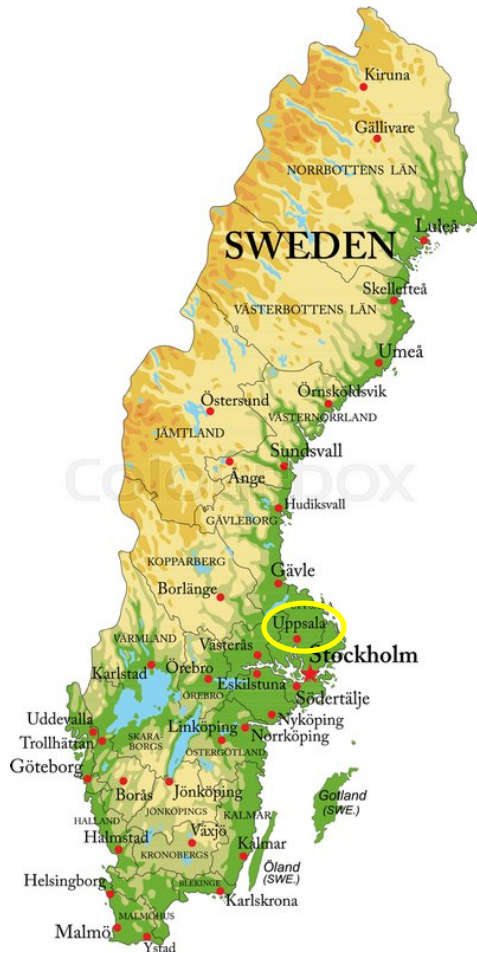 Kiruna
Gällivare
NORRBOTTENS LÄN
Luleå
SWEDEN
Skellefteå
VÄSTERBOTTENS LÄN
Umeå
Örnsköldsvik
Östersund
VÄSTERNORRLAND
JÄMTLAND
Sundsvall
Ånge
Hudiksvall
GÄVLEBORG
KOPPARBERG
Gävle
Borlänge
Uppsala
VÄRMLAND
Västerås
Stockholm
Karlstad
Örebro
Eskilstuna
ÖREBRO
Södertälje
Uddevalla
Nyköping
Linköping
Norrköping
Trollhättan
SKARA-
BORGS
ÖSTERGÖTLAND
Göteborg
Borås
Jönköping
Gotland
(SWE.)
JÖNKÖPINGS
KALMAR
HALLAND
Växjö
Halmstad
Kalmar
KRONOBERGS
Öland
(SWE.)
Helsingborg
BLEKINGE
Karlskrona
MALMÖHUS
Malmö
Ystad